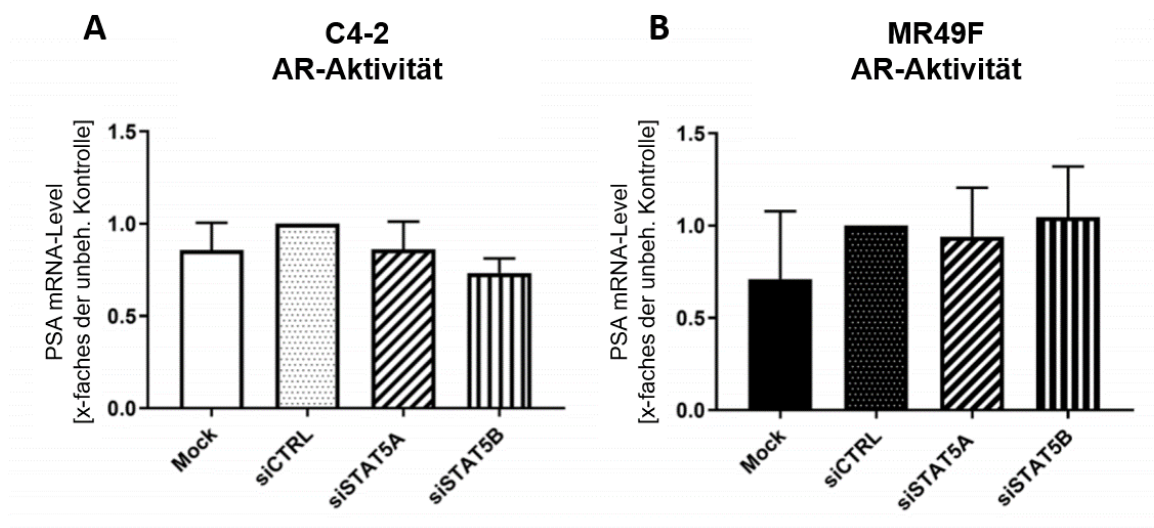 A
C4-2
AR-Aktivität
PSA mRNA-Level
[x-faches der unbeh. Kontrolle]
1.5
1.0
0.5
0.0
Mock
siCTRL
siSTAT5A
siSTAT5B
B
MR49F
AR-Aktivität
PSA mRNA-Level
[x-faches der unbeh. Kontrolle]
1.5
1.0
0.5
0.0
Mock
siCTRL
siSTAT5A
siSTAT5B